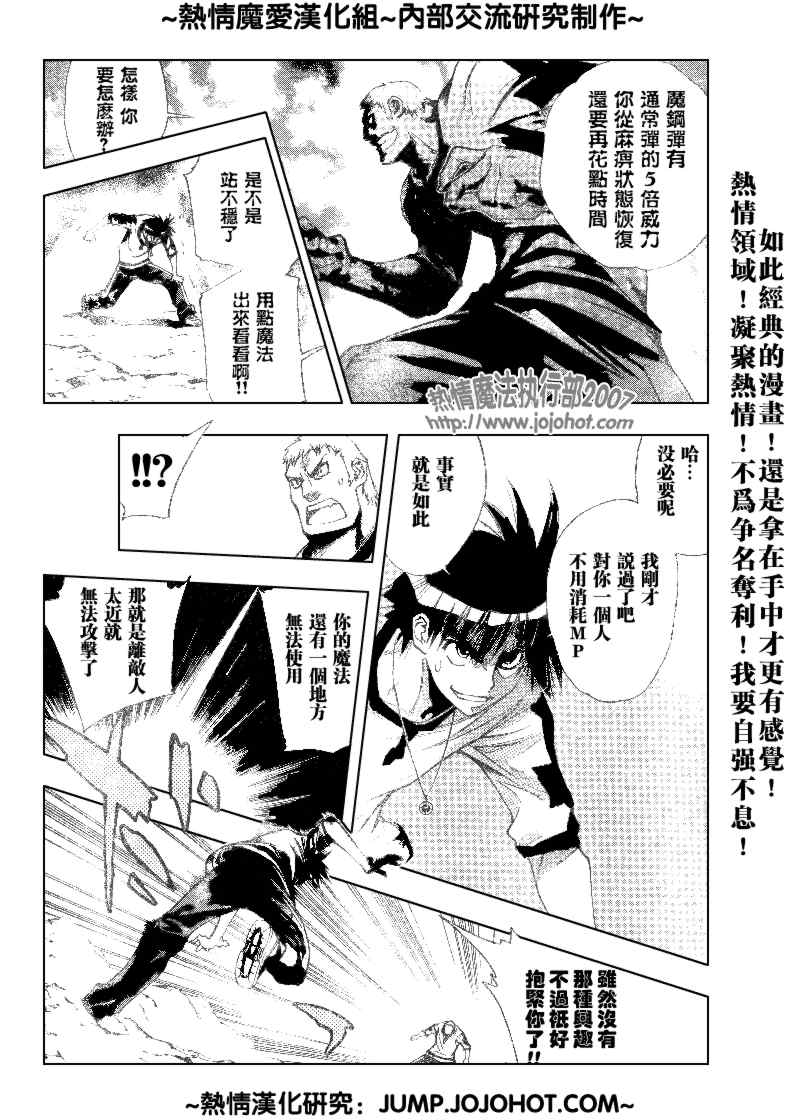 ~熱情魔愛漢化組~內部交流研究制作~
魔鋼彈有
通常彈的5倍威力
你從麻痹狀態恢復
還要再花點時間
怎樣 你
要怎麽辦?
是不是
站不穩了
用點魔法
出來看看啊!!
熱情魔法执行部2007
http://www.jojohot.com
哈…
沒必要呢
我剛才
説過了吧
對你一個人
不用消耗MP
事實
就是如此
!!?
你的魔法
還有一個地方
無法使用
那就是離敵人
太近就
無法攻擊了
雖然沒有
那種興趣
不過衹好
抱緊你了!!
如此經典的漫畫！還是拿在手中才更有感覺！
熱情領域！凝聚熱情！不爲争名奪利！我要自强不息！
~熱情漢化研究：JUMP.JOJOHOT.COM~